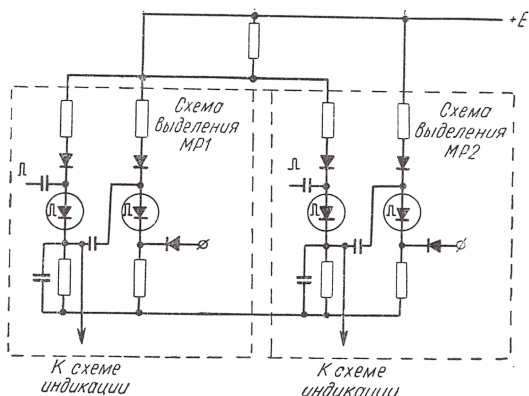 +E
Схема
выделения
МР1
Схема
выделения
МР2
К схеме
индикации
К схеме
индикации